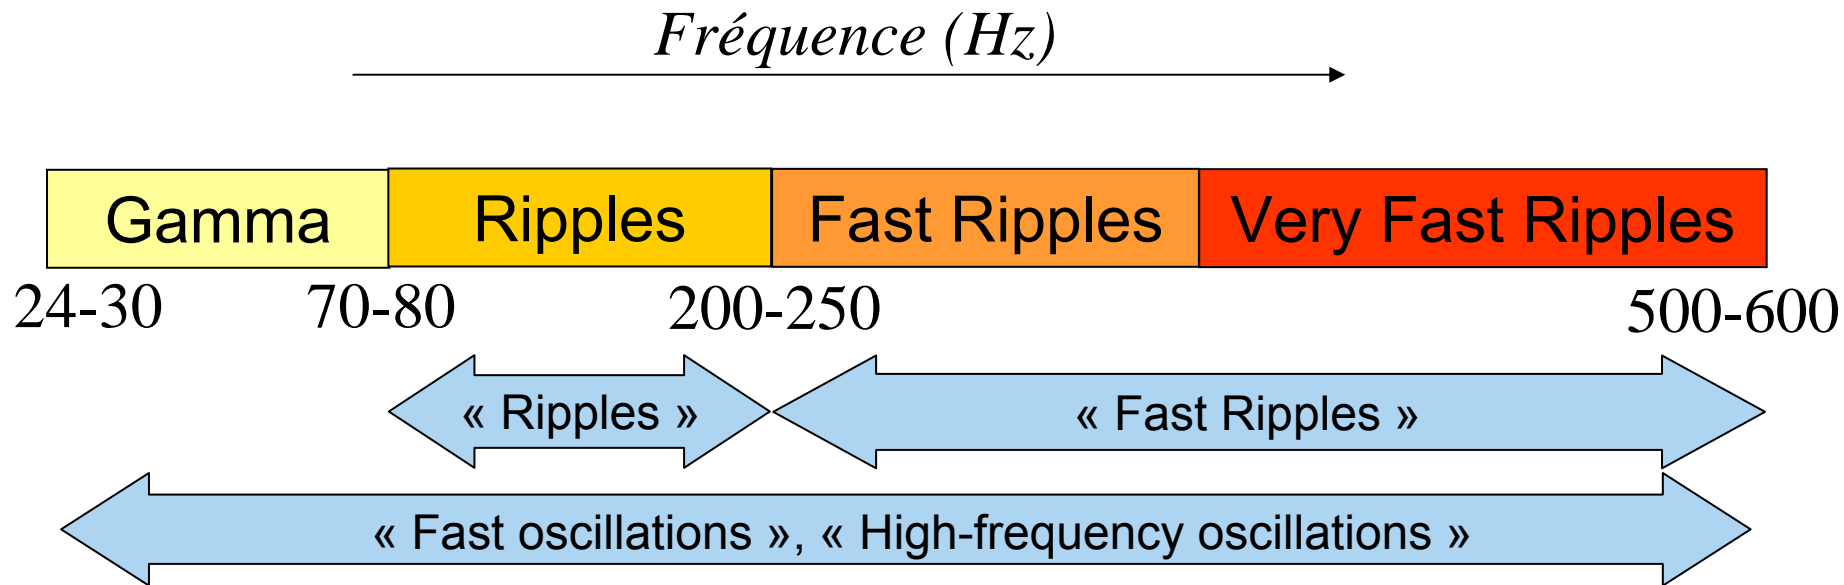 Fréquence (Hz)
Gamma Ripples Fast Ripples Very Fast Ripples
24-30 70-80 200-250 500-600
« Ripples » « Fast Ripples »
« Fast oscillations », « High-frequency oscillations »